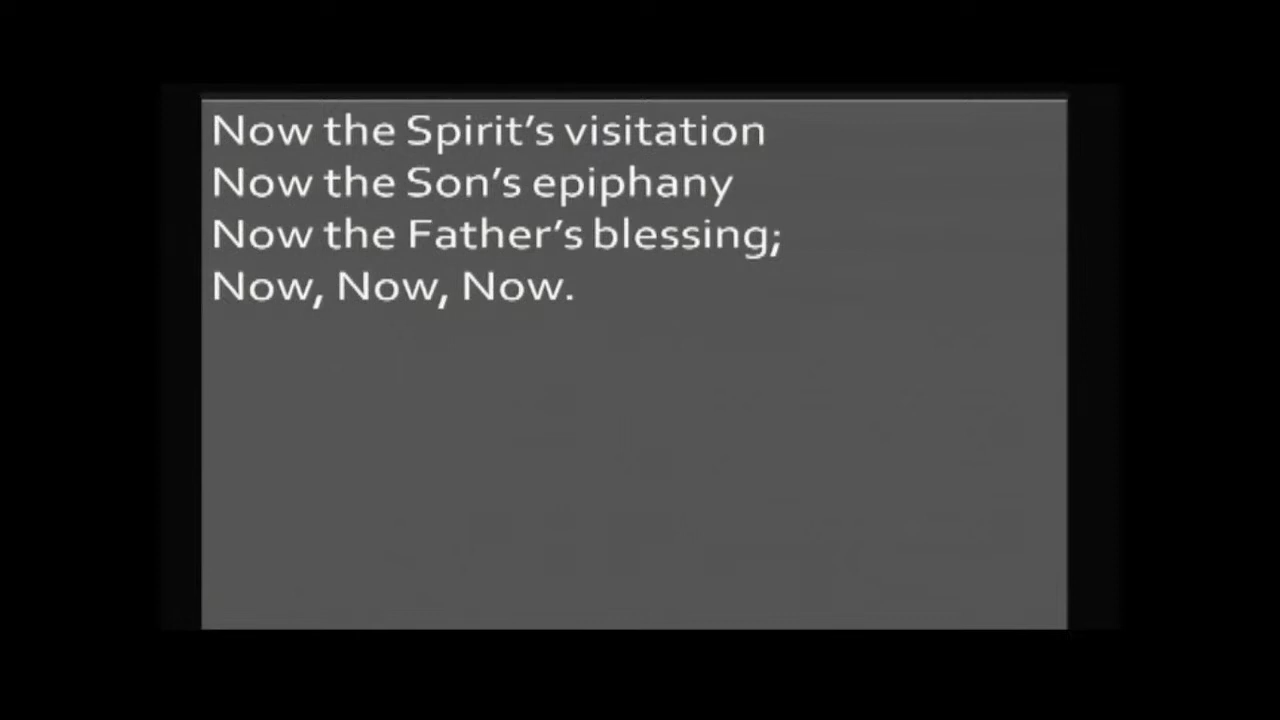 Now the Spirit’s visitation
Now the Son’s epiphany
Now the Father’s blessing;
Now, Now, Now.